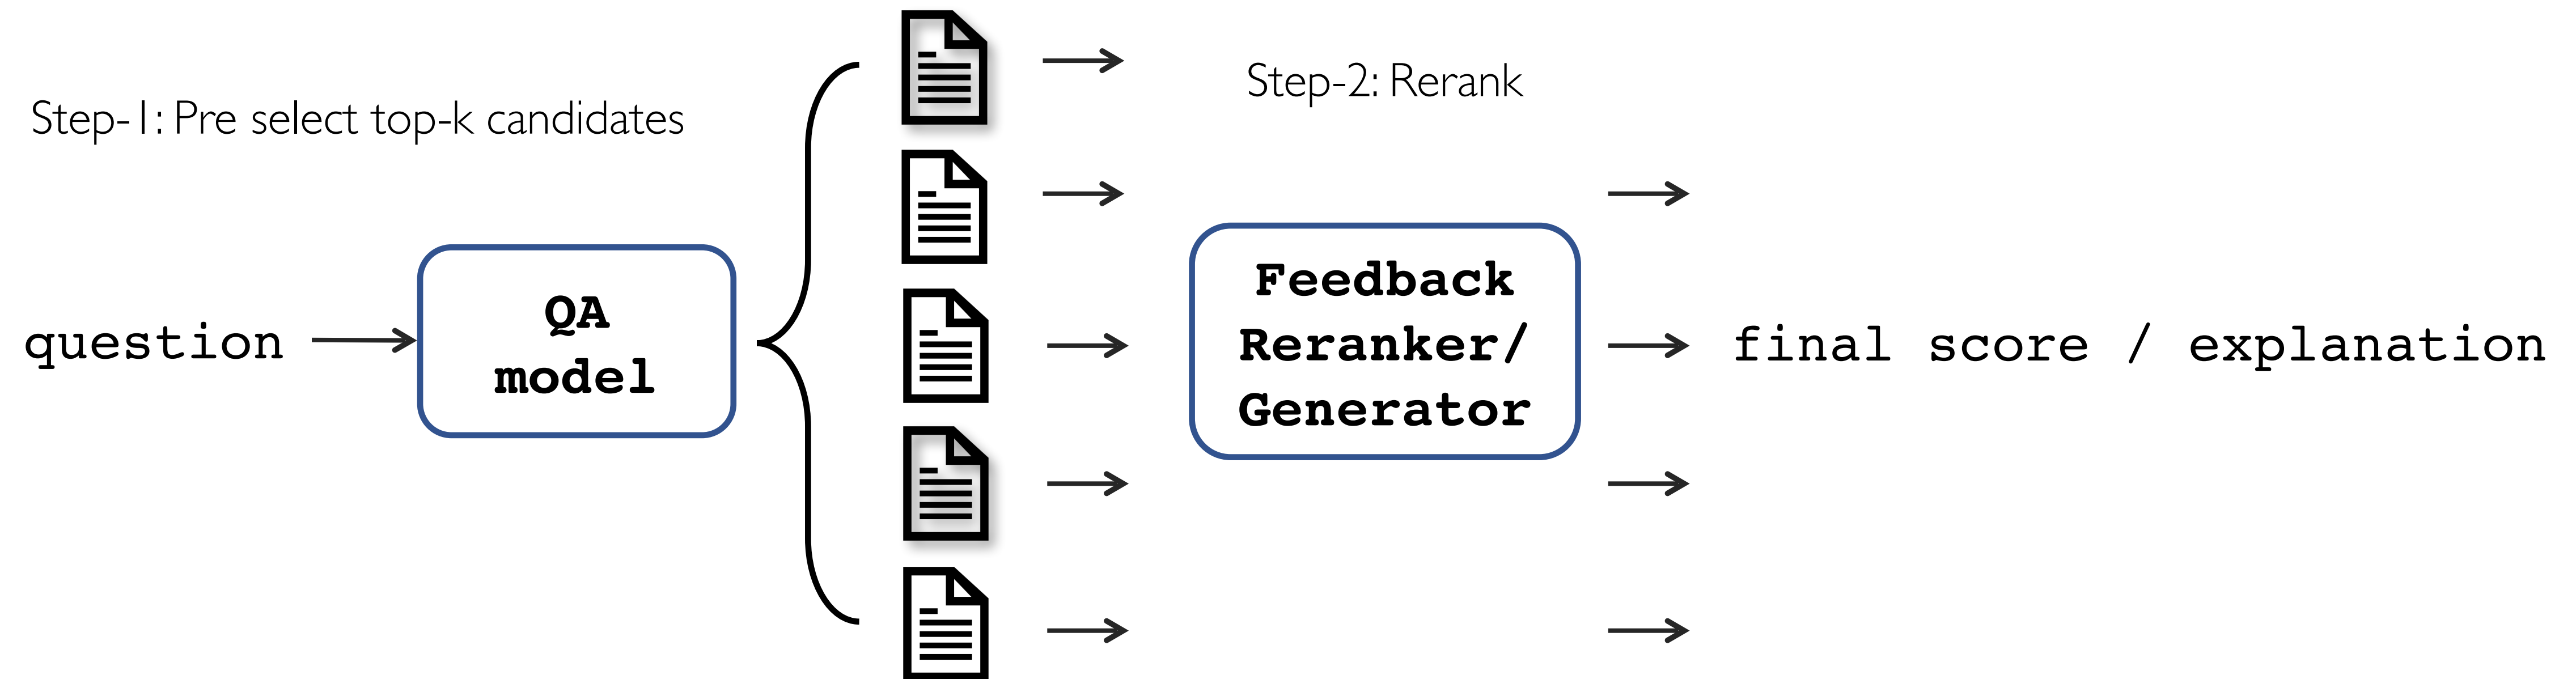 Step-1: Pre select top-k candidates
Step-2: Rerank
question
QA
model
Feedback
Reranker/
Generator
final score / explanation